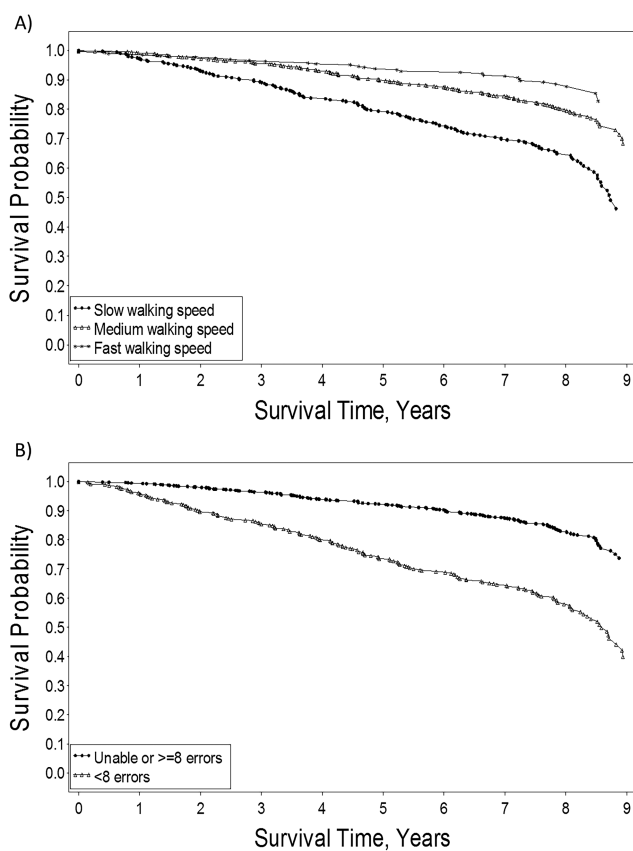 A)
Survival Probability
1.0
0.9
0.8
0.7
0.6
0.5
0.4
0.3
0.2
0.1
0.0
Slow walking speed
Medium walking speed
Fast walking speed
0 1 2 3 4 5 6 7 8 9
Survival Time, Years
B)
Survival Probability
1.0
0.9
0.8
0.7
0.6
0.5
0.4
0.3
0.2
0.1
0.0
Unable or >=8 errors
<8 errors
0 1 2 3 4 5 6 7 8 9
Survival Time, Years